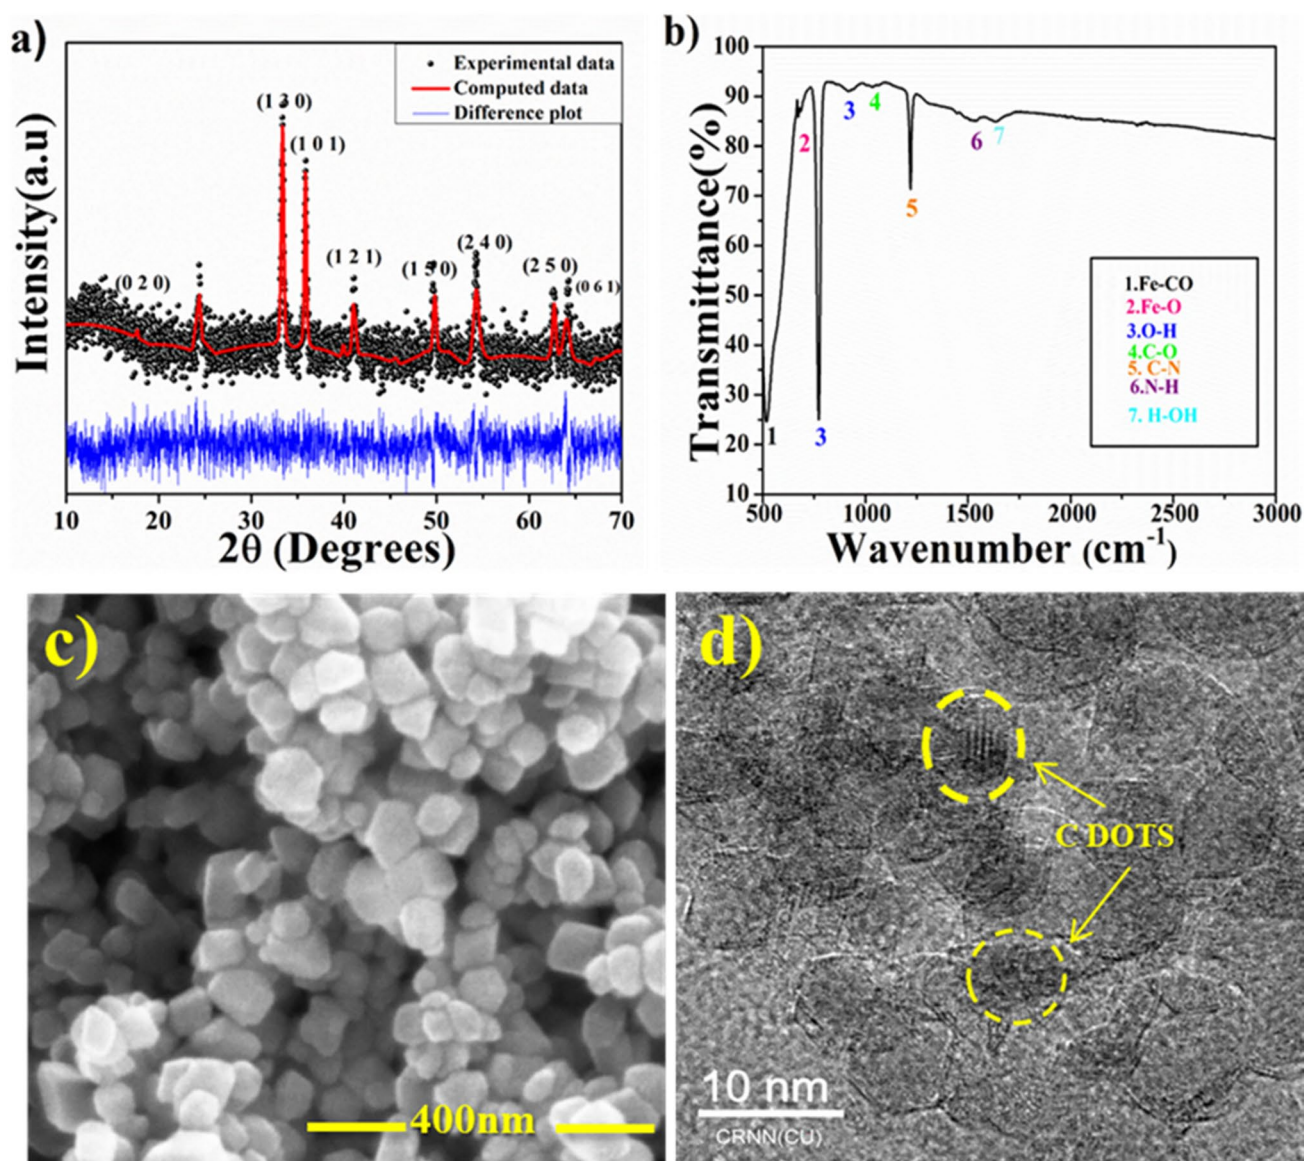 a)
Experimental data
Computed data
Difference plot
(1 3 0)
(1 0 1)
(0 2 0)
(1 2 1)
(1 5 0)
(2 4 0)
(2 5 0)
(0 6 1)
Intensity(a.u)
10 20 30 40 50 60 70
2θ (Degrees)
b)
100
90
80
70
60
50
40
30
20
10
Transmittance(%)
1
2
3
3
4
5
6
7
1.Fe-CO
2.Fe-O
3.O-H
4.C-O
5. C-N
6.N-H
7. H-OH
500 1000 1500 2000 2500 3000
Wavenumber (cm-1)
c)
400nm
d)
C DOTS
10 nm
CRNN(CU)